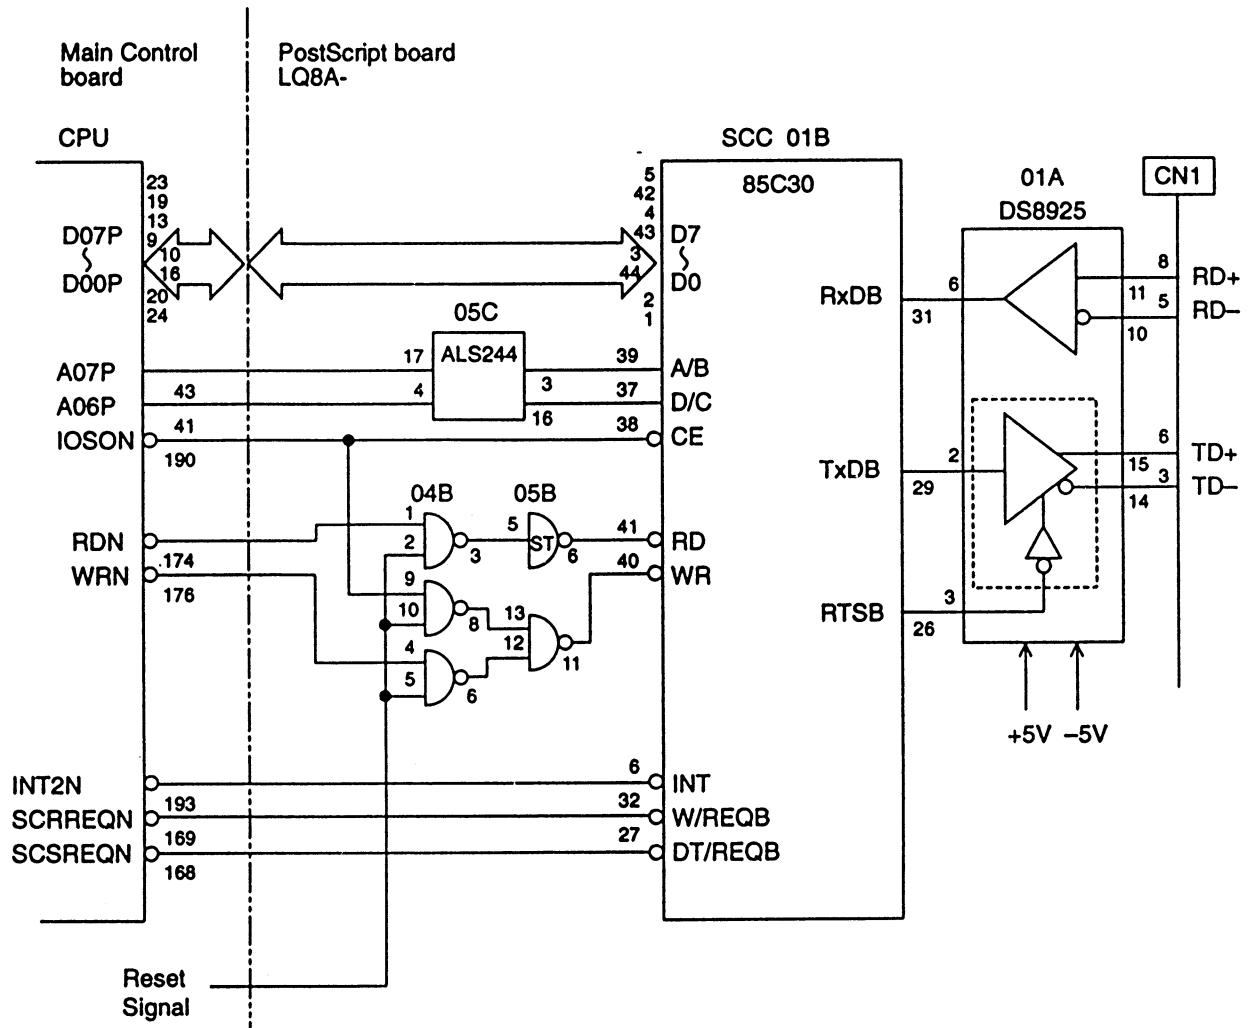 Main Control
board
PostScript board
LQ8A-
CPU
SCC 01B
85C30
01A
DS8925
CN1
23
19
13
9
10
16
20
24
D07P
D00P
5
42
4
43
3
44
2
1
D7
D0
05C
ALS244
A07P
17
3
39
A/B
A06P
43
4
16
37
D/C
IOSON
41
190
38
CE
04B
05B
RDN
174
1
2
3
5
ST
6
41
RD
WRN
176
9
10
8
13
12
11
40
WR
4
5
6
INT2N
193
6
INT
SCRREQN
169
32
W/REQB
SCSREQN
168
27
DT/REQB
Reset
Signal
RxDB
31
6
8
11
RD+
5
10
RD–
TxDB
29
2
6
15
TD+
3
14
TD–
RTSB
26
3
+5V
–5V